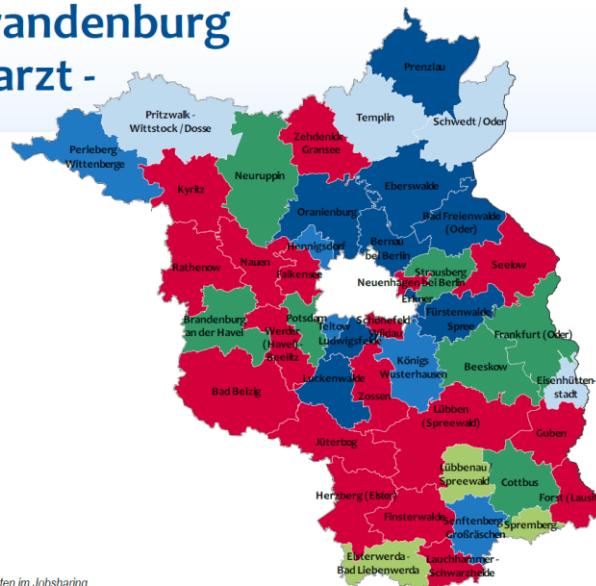 randenburg
arzt -
Prenzlau
Pritzwalk -
Wittstock / Dosse
Templin
Schwedt / Oder
Zehdenick-
Gransee
Perleberg-
Wittenberge
Neuruppin
Kyritz
Eberswalde
Oranienburg
Bad Freienwalde
(Oder)
Hennigsdorf
Bernau
bei Berlin
Nauen
Rathenow
Falkensee
Strausberg
Seelow
Neuenhagen bei Berlin
Erkner
Brandenburg
an der Havel
Potsdam
Werder
(Havel)-
Beelitz
Teltow
Ludwigsfelde
Schönefeld-
Wildau
Fürstenwalde
Spree
Frankfurt (Oder)
Königs
Wusterhausen
Beeskow
Eisenhütten-
stadt
Bad Belzig
Luckenwalde
Zossen
Lübben
(Spreewald)
Guben
Jüterbog
Lübbenau /
Spreewald
Cottbus
Herzberg (Elster)
Forst (Lausit
Finsterwalde
Senftenberg
Großräschen
Spremberg
Elsterwerda-
Bad Liebenwerda
Lauchhammer -
Schwarzheide
fen im Jobsharing